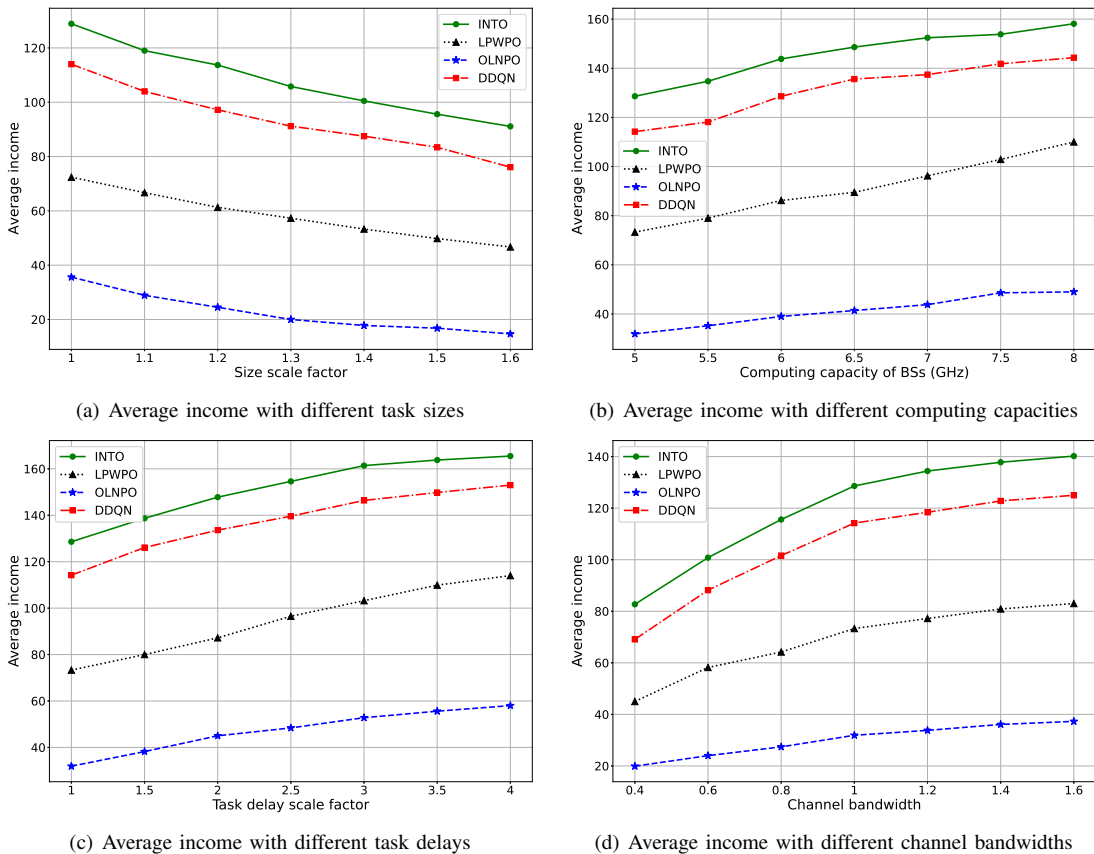 120
100
80
60
40
20
Average income
INTO
LPWPO
OLNPO
DDQN
1
1.1
1.2
1.3
1.4
1.5
1.6
Size scale factor
(a) Average income with different task sizes
160
140
120
100
80
60
40
Average income
INTO
LPWPO
OLNPO
DDQN
5
5.5
6
6.5
7
7.5
8
Computing capacity of BSs (GHz)
(b) Average income with different computing capacities
160
140
120
100
80
60
40
Average income
INTO
LPWPO
OLNPO
DDQN
1
1.5
2
2.5
3
3.5
4
Task delay scale factor
(c) Average income with different task delays
140
120
100
80
60
40
20
Average income
INTO
LPWPO
OLNPO
DDQN
0.4
0.6
0.8
1
1.2
1.4
1.6
Channel bandwidth
(d) Average income with different channel bandwidths